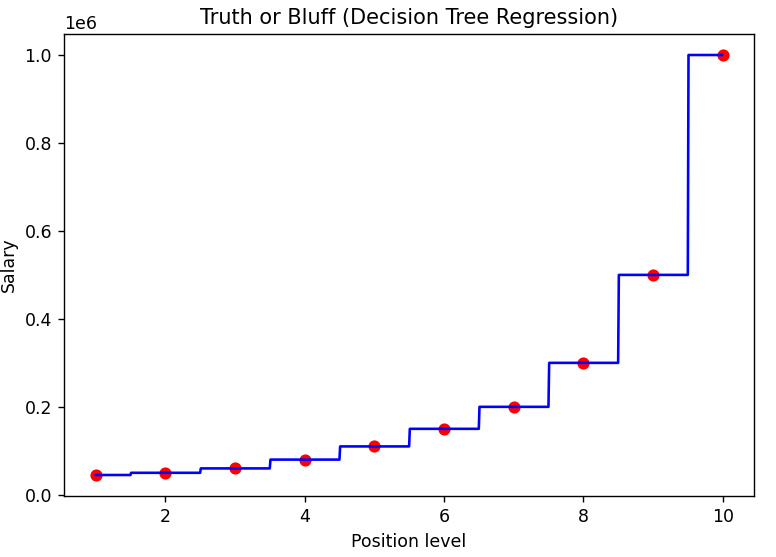 Truth or Bluff (Decision Tree Regression)
1e6
1.0
0.8
0.6
0.4
0.2
0.0
Salary
2 4 6 8 10
Position level